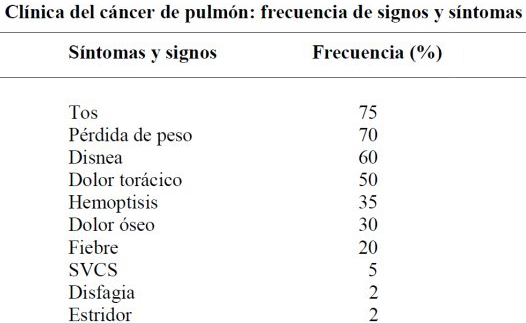 Clínica del cáncer de pulmón: frecuencia de signos y síntomas
Síntomas y signos Frecuencia (%)
Tos 75
Pérdida de peso 70
Disnea 60
Dolor torácico 50
Hemoptisis 35
Dolor óseo 30
Fiebre 20
SVCS 5
Disfagia 2
Estridor 2